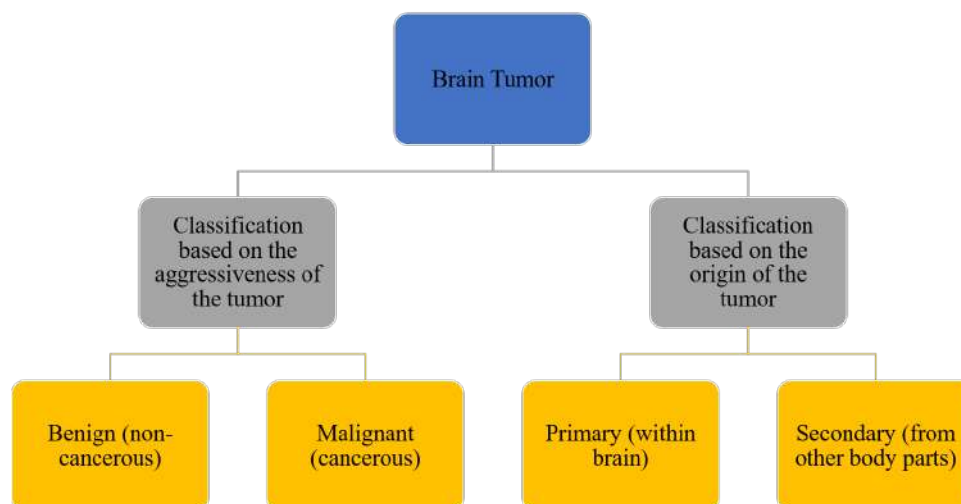 Brain Tumor
Classification
based on the
aggressiveness of
the tumor
Classification
based on the
origin of the
tumor
Benign (non-
cancerous)
Malignant
(cancerous)
Primary (within
brain)
Secondary (from
other body parts)